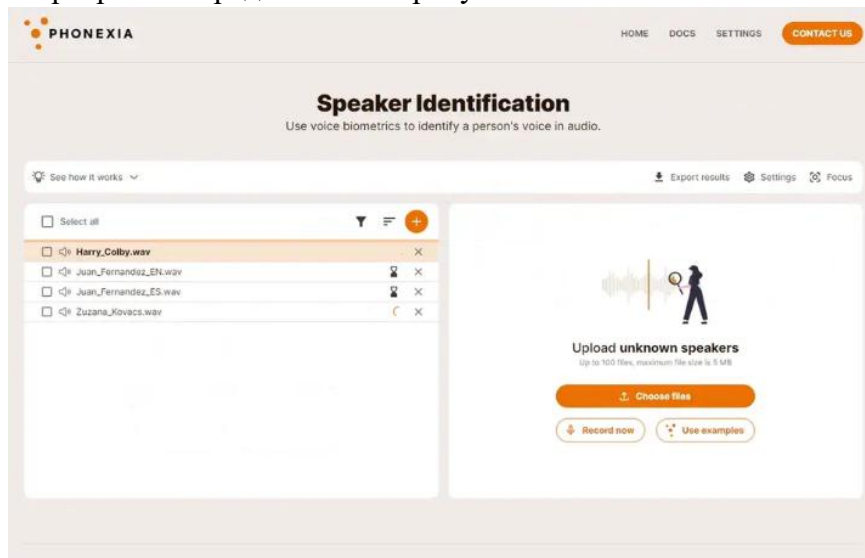 PHONEXIA
HOME DOCS SETTINGS CONTACT US
Speaker Identification
Use voice biometrics to identify a person's voice in audio.
See how it works
Export results Settings Focus
Select all
Harry_Colby.wav
Juan_Fernandez_EN.wav
Juan_Fernandez_ES.wav
Zuzana_Kovacs.wav
Upload unknown speakers
Up to 100 files, maximum file size is 5 MB
Choose files
Record now Use examples